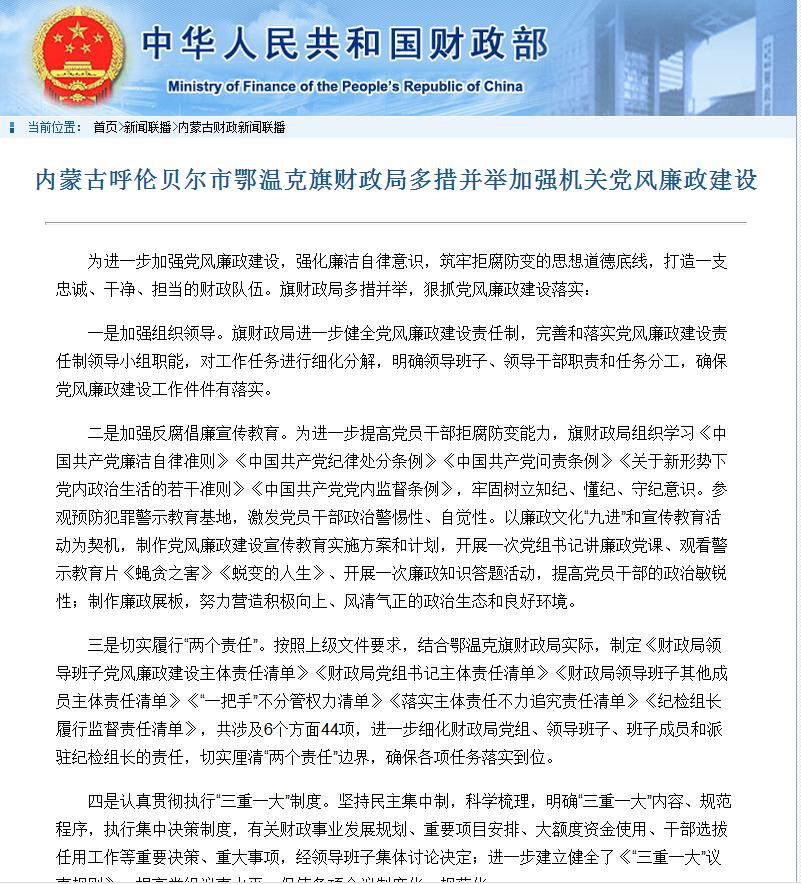 中华人民共和国财政部
Ministry of Finance of the People's Republic of China
当前位置： 首页>新闻联播>内蒙古财政新闻联播
内蒙古呼伦贝尔市鄂温克旗财政局多措并举加强机关党风廉政建设
为进一步加强党风廉政建设，强化廉洁自律意识，筑牢拒腐防变的思想道德底线，打造一支
忠诚、干净、担当的财政队伍。旗财政局多措并举，狠抓党风廉政建设落实：
一是加强组织领导。旗财政局进一步健全党风廉政建设责任制，完善和落实党风廉政建设责
任制领导小组职能，对工作任务进行细化分解，明确领导班子、领导干部职责和任务分工，确保
党风廉政建设工作件件有落实。
二是加强反腐倡廉宣传教育。为进一步提高党员干部拒腐防变能力，旗财政局组织学习《中
国共产党廉洁自律准则》《中国共产党纪律处分条例》《中国共产党问责条例》《关于新形势下
党内政治生活的若干准则》《中国共产党党内监督条例》，牢固树立知纪、懂纪、守纪意识。参
观预防犯罪警示教育基地，激发党员干部政治警惕性、自觉性。以廉政文化“九进”和宣传教育活
动为契机，制作党风廉政建设宣传教育实施方案和计划，开展一次党组书记讲廉政党课、观看警
示教育片《蝇贪之害》《蜕变的人生》、开展一次廉政知识答题活动，提高党员干部的政治敏锐
性；制作廉政展板，努力营造积极向上、风清气正的政治生态和良好环境。
三是切实履行“两个责任”。按照上级文件要求，结合鄂温克旗财政局实际，制定《财政局领
导班子党风廉政建设主体责任清单》《财政局党组书记主体责任清单》《财政局领导班子其他成
员主体责任清单》《“一把手”不分管权力清单》《落实主体责任不力追究责任清单》《纪检组长
履行监督责任清单》，共涉及6个方面44项，进一步细化财政局党组、领导班子、班子成员和派
驻纪检组长的责任，切实厘清“两个责任”边界，确保各项任务落实到位。
四是认真贯彻执行“三重一大”制度。坚持民主集中制，科学梳理，明确“三重一大”内容、规范
程序，执行集中决策制度，有关财政事业发展规划、重要项目安排、大额度资金使用、干部选拔
任用工作等重要决策、重大事项，经领导班子集体讨论决定；进一步建立健全了《“三重一大”议